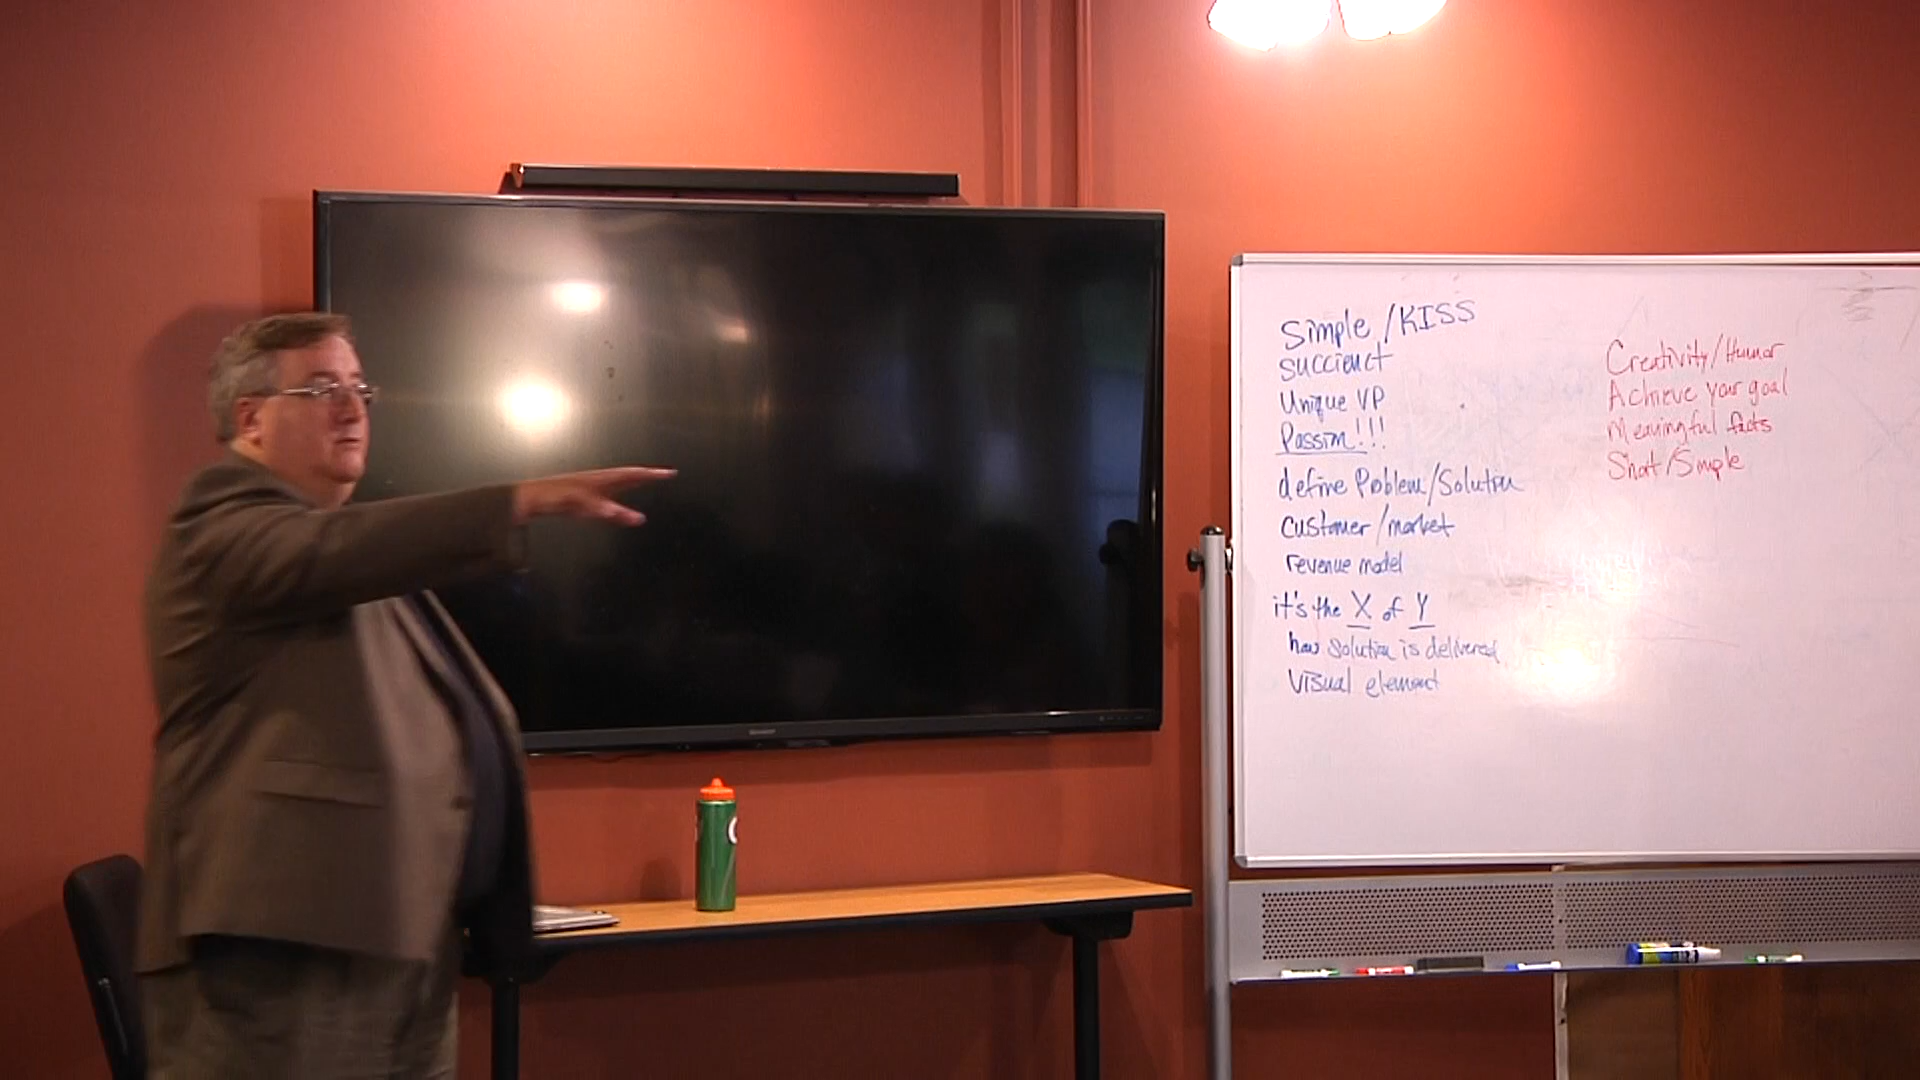 Simple/KISS
succienct
Unique VP
Passion!!!
define Problem/Solution
customer/market
revenue model
it's the X of Y
how solution is delivered
Visual element
Creativity/Humor
Achieve your goal
Meaningful facts
Short/Simple
SHARP